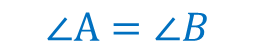 ∠A = ∠B